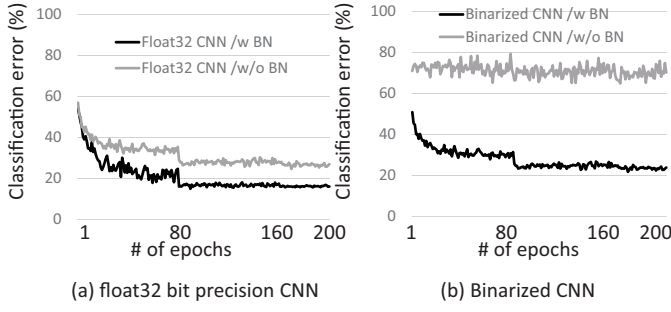 Classification error (%)
100
80
60
40
20
0
Float32 CNN /w BN
Float32 CNN /w/o BN
1
80
160
200
# of epochs
(a) float32 bit precision CNN
Classification error (%)
100
80
60
40
20
0
Binarized CNN /w BN
Binarized CNN /w/o BN
1
80
160
200
# of epochs
(b) Binarized CNN